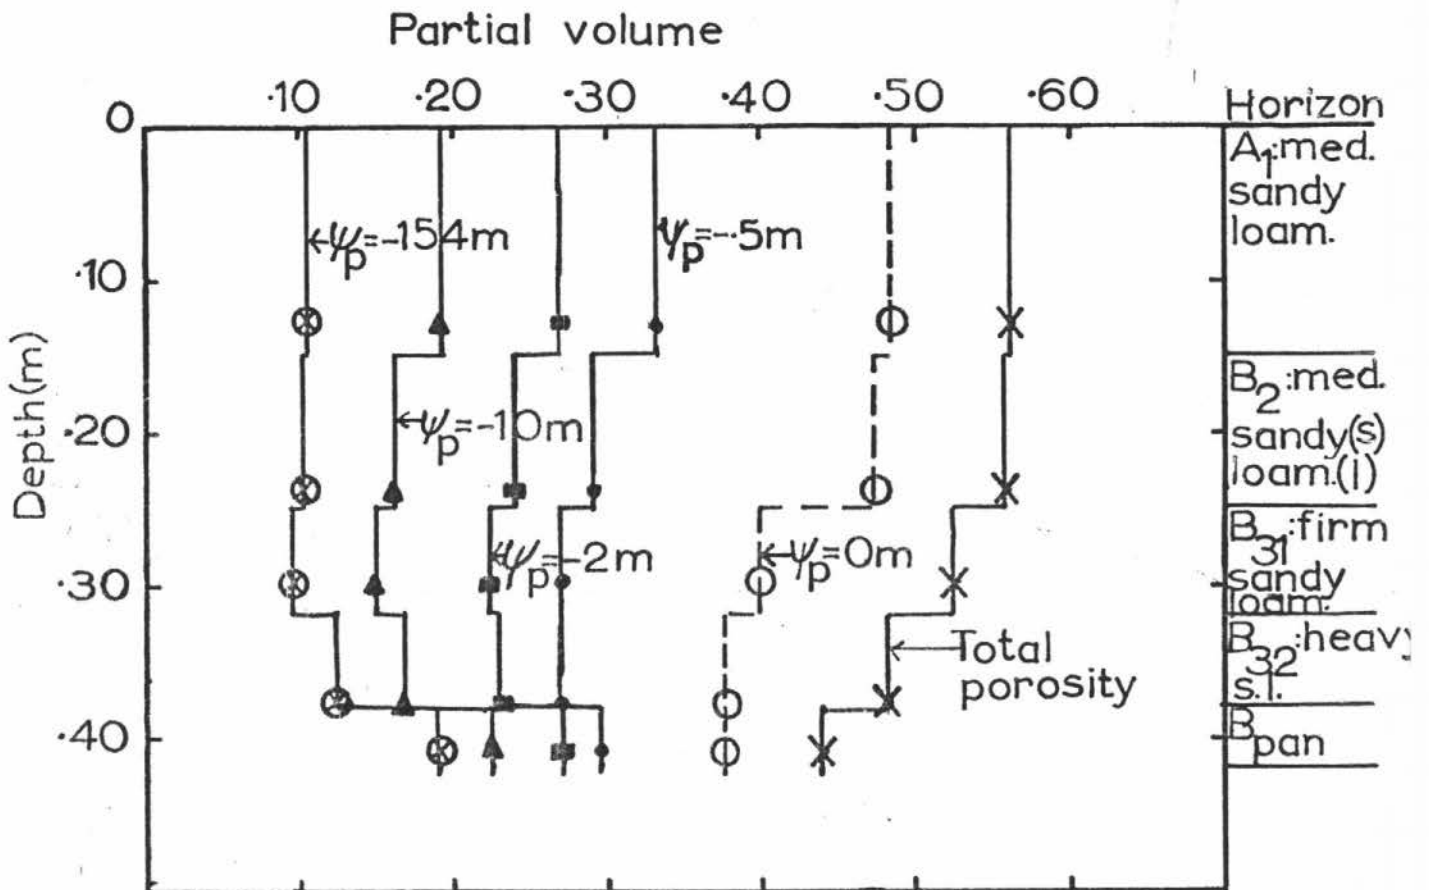 Partial volume
·10 ·20 ·30 ·40 ·50 ·60
Horizon
0
·10
·20
·30
·40
Depth(m)
A1:med.
sandy
loam.
B2:med.
sandy(s)
loam.(l)
B31:firm
sandy
loam.
B32:heavy
s.l.
Bpan
ψp=-154m
ψp=-·5m
ψp=-10m
ψp=-2m
ψp=0m
Total
porosity